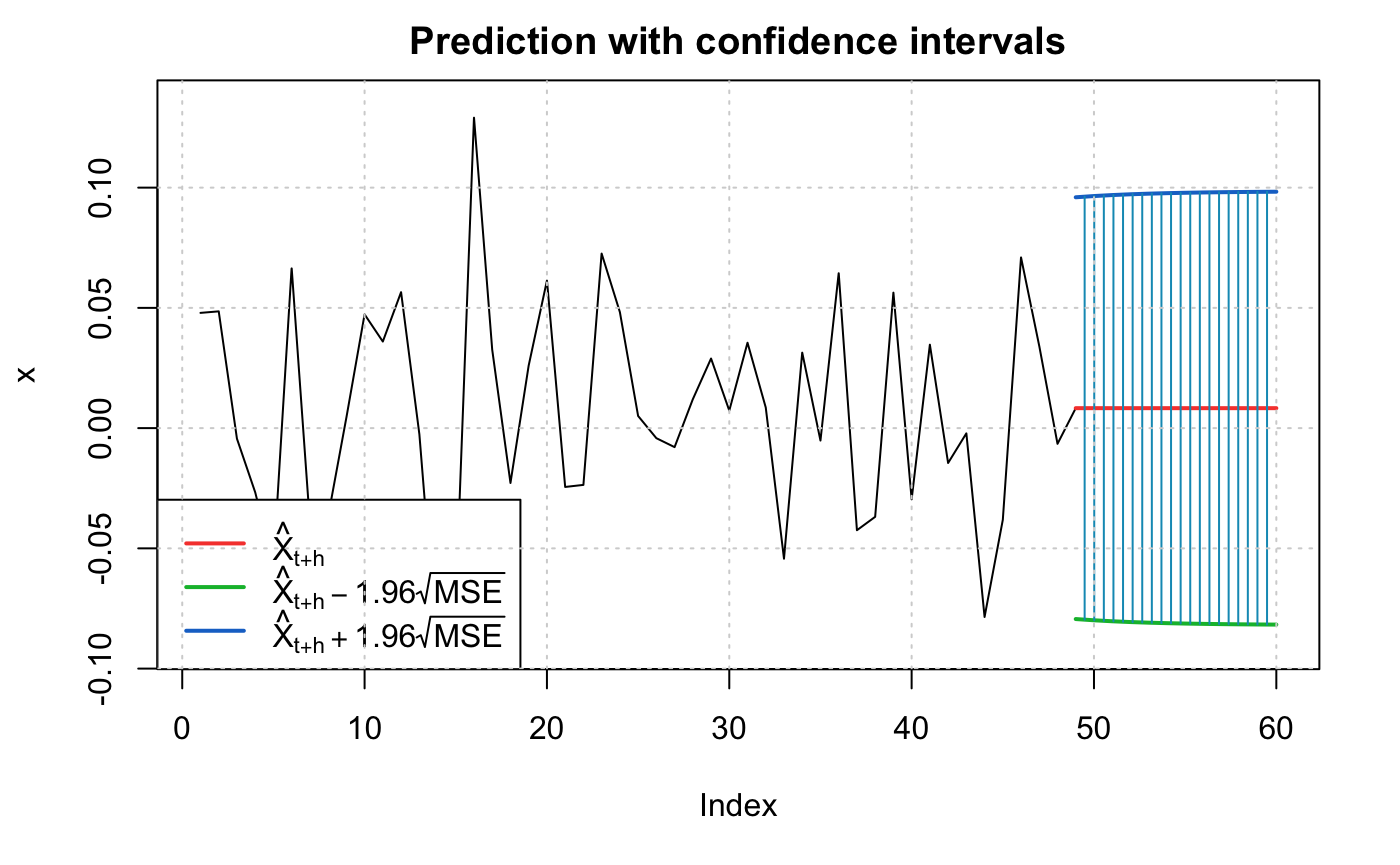 Prediction with confidence intervals
0.10
0.05
0.00
-0.05
-0.10
x
X̂t+h
X̂t+h − 1.96√MSE
X̂t+h + 1.96√MSE
0 10 20 30 40 50 60
Index